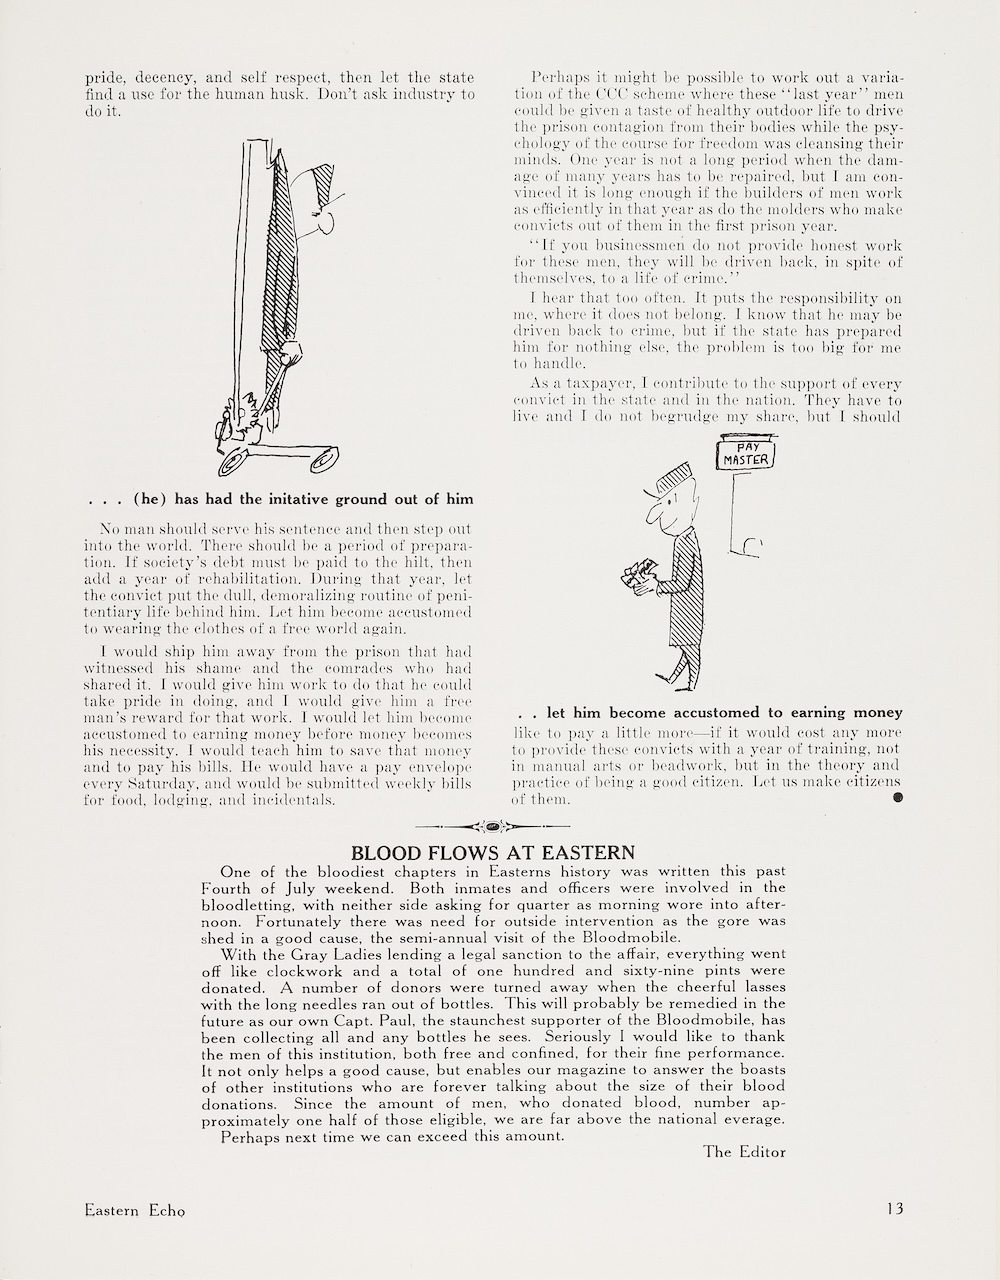 pride, decency, and self respect, then let the state
find a use for the human husk. Don't ask industry to
do it.
. . . (he) has had the initative ground out of him
No man should serve his sentence and then step out
into the world. There should be a period of prepara-
tion. If society's debt must be paid to the hilt, then
add a year of rehabilitation. During that year, let
the convict put the dull, demoralizing routine of peni-
tentiary life behind him. Let him become accustomed
to wearing the clothes of a free world again.
I would ship him away from the prison that had
witnessed his shame and the comrades who had
shared it. I would give him work to do that he could
take pride in doing, and I would give him a free
man's reward for that work. I would let him become
accustomed to earning money before money becomes
his necessity. I would teach him to save that money
and to pay his bills. He would have a pay envelope
every Saturday, and would be submitted weekly bills
for food, lodging, and incidentals.
Perhaps it might be possible to work out a varia-
tion of the CCC scheme where these "last year" men
could be given a taste of healthy outdoor life to drive
the prison contagion from their bodies while the psy-
chology of the course for freedom was cleansing their
minds. One year is not a long period when the dam-
age of many years has to be repaired, but I am con-
vinced it is long enough if the builders of men work
as efficiently in that year as do the molders who make
convicts out of them in the first prison year.
"If you businessmen do not provide honest work
for these men, they will be driven back, in spite of
themselves, to a life of crime."
I hear that too often. It puts the responsibility on
me, where it does not belong. I know that he may be
driven back to crime, but if the state has prepared
him for nothing else, the problem is too big for me
to handle.
As a taxpayer, I contribute to the support of every
convict in the state and in the nation. They have to
live and I do not begrudge my share, but I should
PAY
MASTER
. . let him become accustomed to earning money
like to pay a little more—if it would cost any more
to provide these convicts with a year of training, not
in manual arts or beadwork, but in the theory and
practice of being a good citizen. Let us make citizens
of them.
BLOOD FLOWS AT EASTERN
One of the bloodiest chapters in Easterns history was written this past
Fourth of July weekend. Both inmates and officers were involved in the
bloodletting, with neither side asking for quarter as morning wore into after-
noon. Fortunately there was need for outside intervention as the gore was
shed in a good cause, the semi-annual visit of the Bloodmobile.
With the Gray Ladies lending a legal sanction to the affair, everything went
off like clockwork and a total of one hundred and sixty-nine pints were
donated. A number of donors were turned away when the cheerful lasses
with the long needles ran out of bottles. This will probably be remedied in the
future as our own Capt. Paul, the staunchest supporter of the Bloodmobile, has
been collecting all and any bottles he sees. Seriously I would like to thank
the men of this institution, both free and confined, for their fine performance.
It not only helps a good cause, but enables our magazine to answer the boasts
of other institutions who are forever talking about the size of their blood
donations. Since the amount of men, who donated blood, number ap-
proximately one half of those eligible, we are far above the national everage.
Perhaps next time we can exceed this amount.
The Editor
Eastern Echo
13